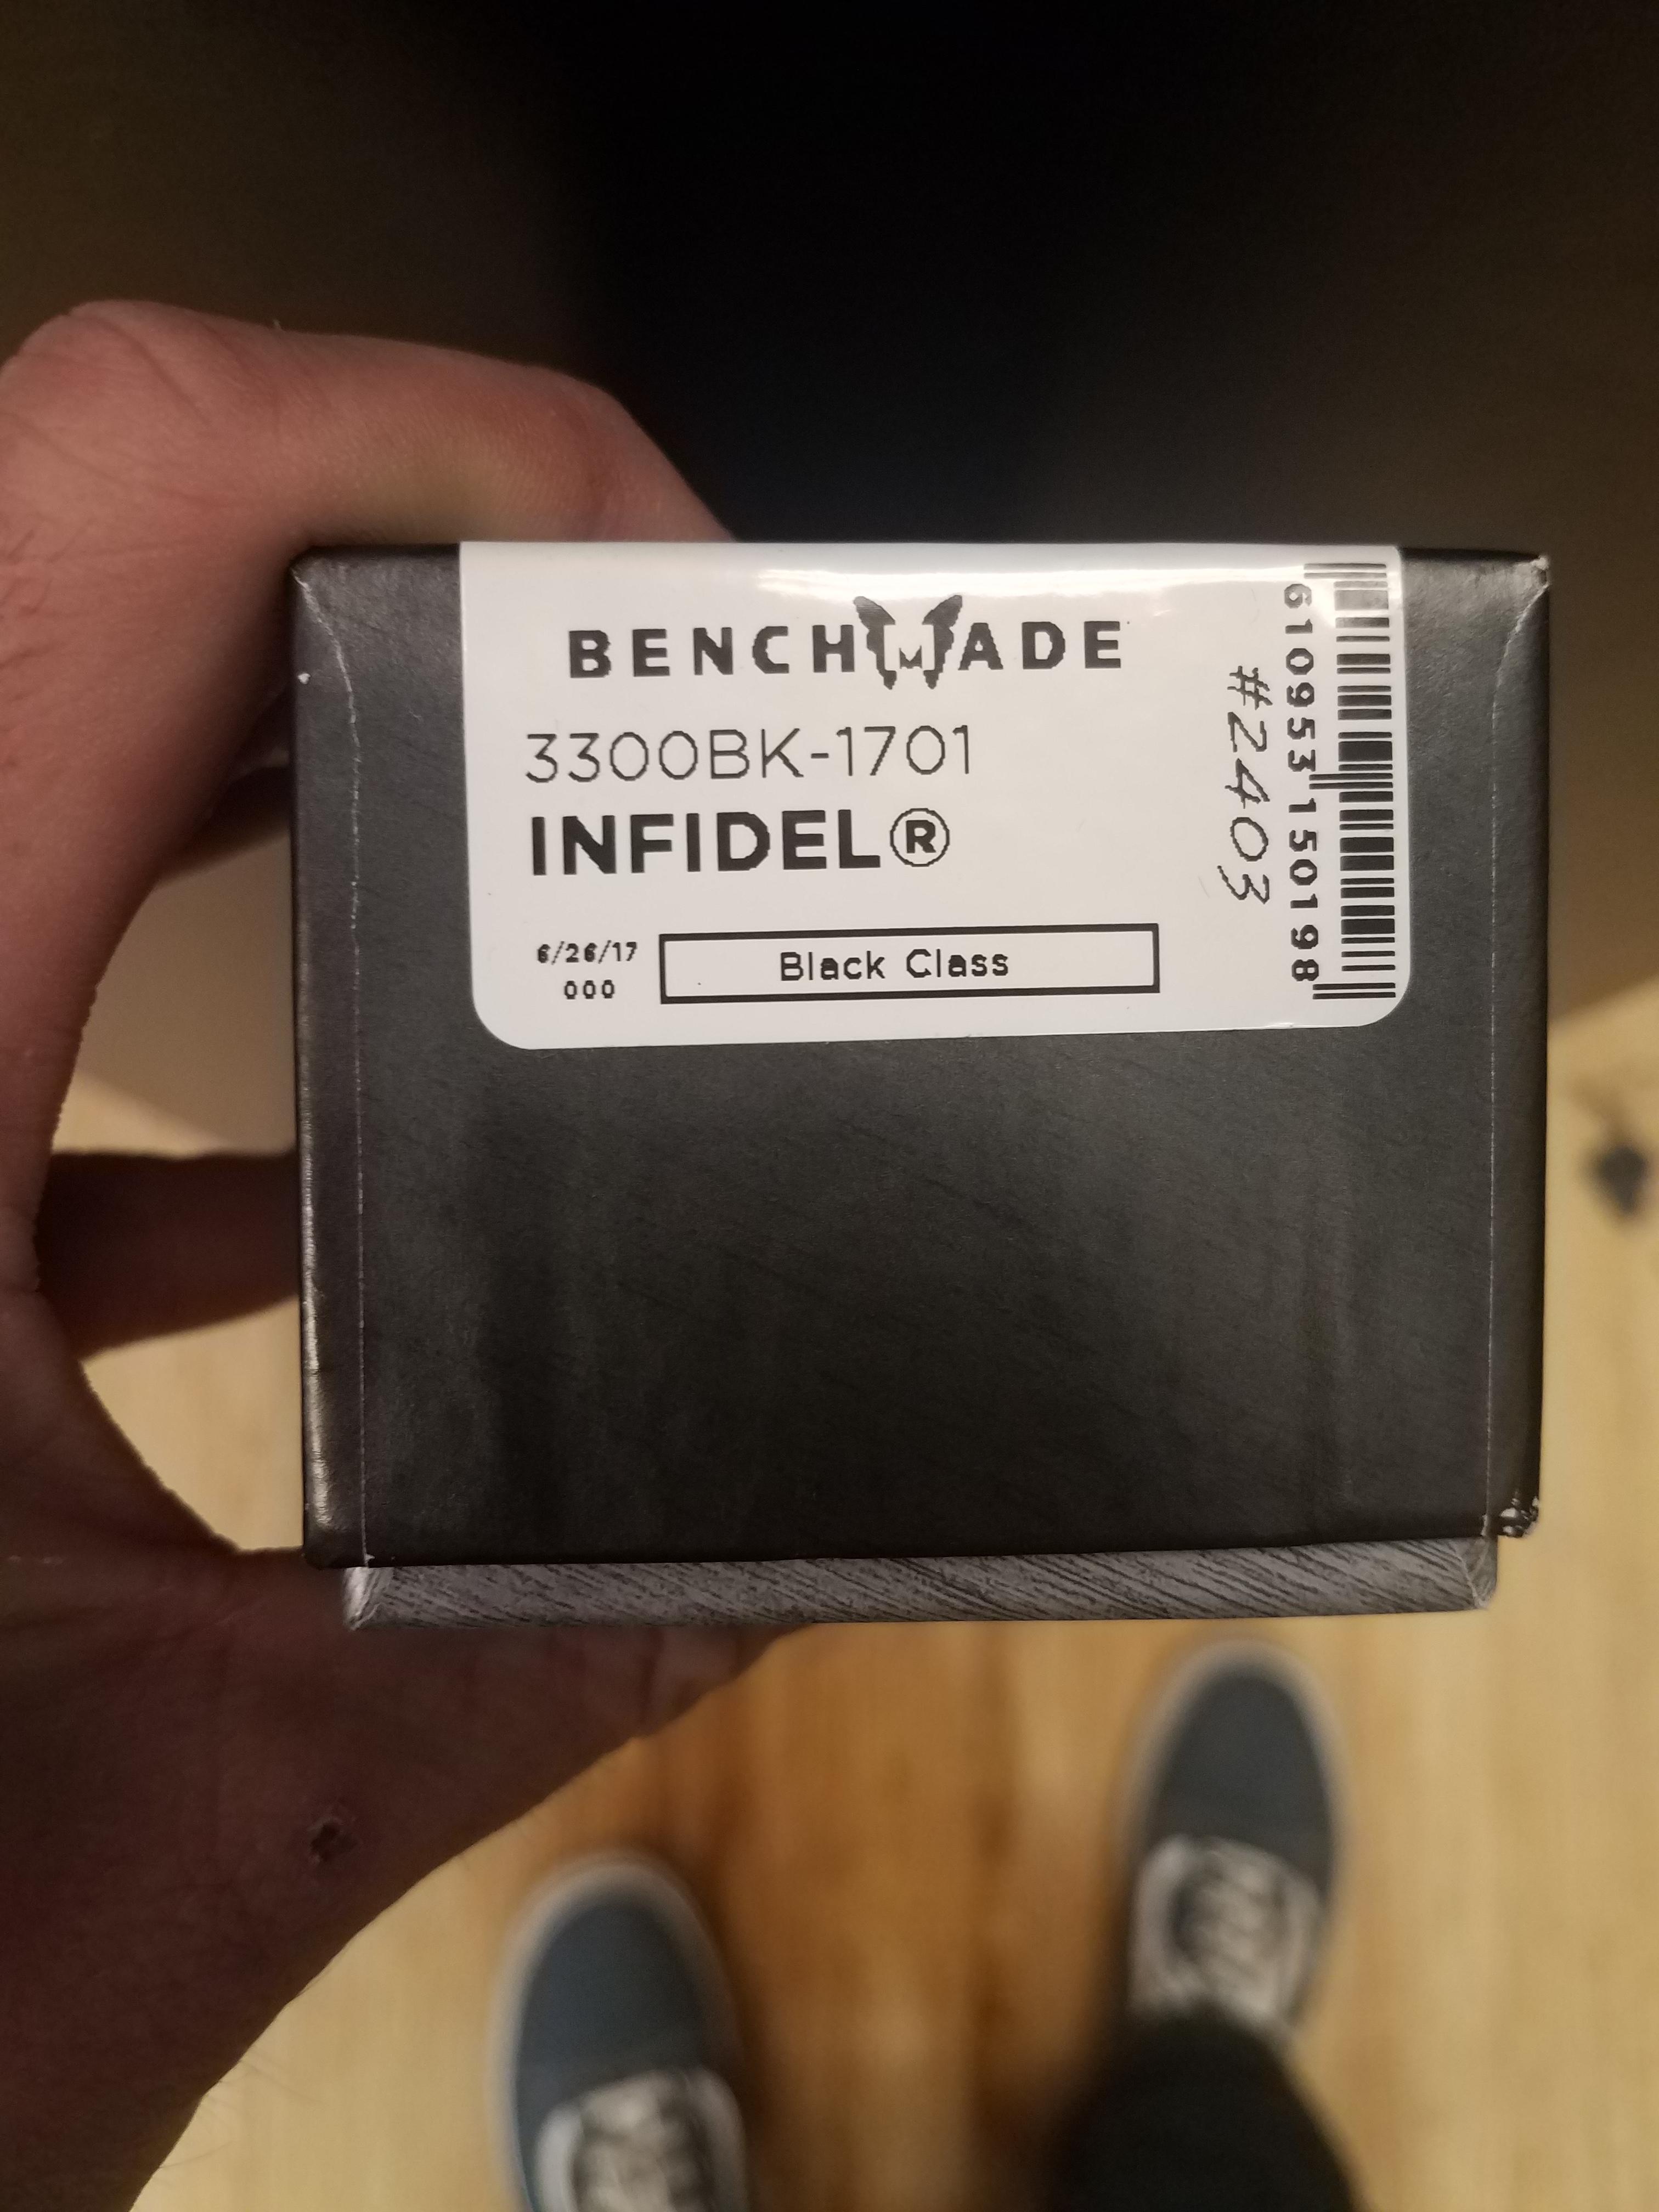 BENCHMADE
3300BK-1701
INFIDEL®
6/26/17
000
Black Class
#2403
610953150198